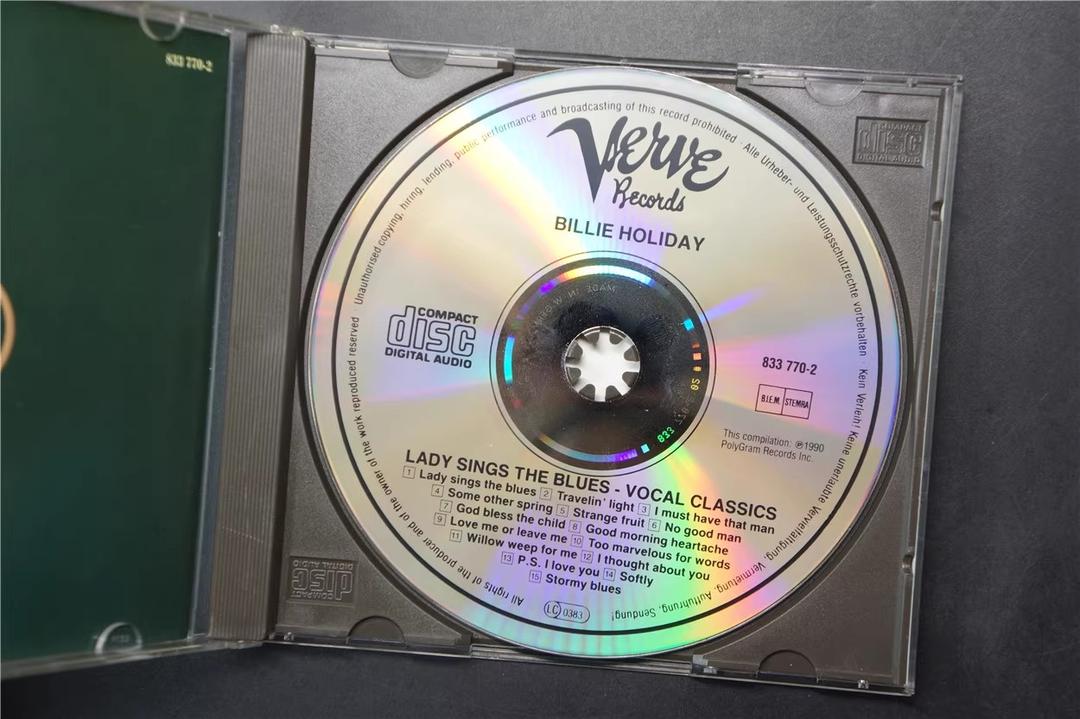 833 770-2
COMPACT
disc
DIGITAL AUDIO
Unauthorised copying, hiring, lending, public performance and broadcasting of this record prohibited · Alle Urheber- und Leistungsschutzrechte vorbehalten · Kein Verleih! Keine unerlaubte Vervielfältigung, Vermietung, Aufführung, Sendung!
All rights of the producer and of the owner of the work reproduced reserved ·
Verve
Records
BILLIE HOLIDAY
COMPACT
disc
DIGITAL AUDIO
833 770-2
B.I.E.M. STEMRA
This compilation: ℗1990
PolyGram Records Inc.
833
LADY SINGS THE BLUES - VOCAL CLASSICS
1 Lady sings the blues 2 Travelin' light 3 I must have that man
4 Some other spring 5 Strange fruit 6 No good man
7 God bless the child 8 Good morning heartache
9 Love me or leave me 10 Too marvelous for words
11 Willow weep for me 12 I thought about you
13 P.S. I love you 14 Softly
15 Stormy blues
LC 0383
COMPACT
disc
DIGITAL AUDIO